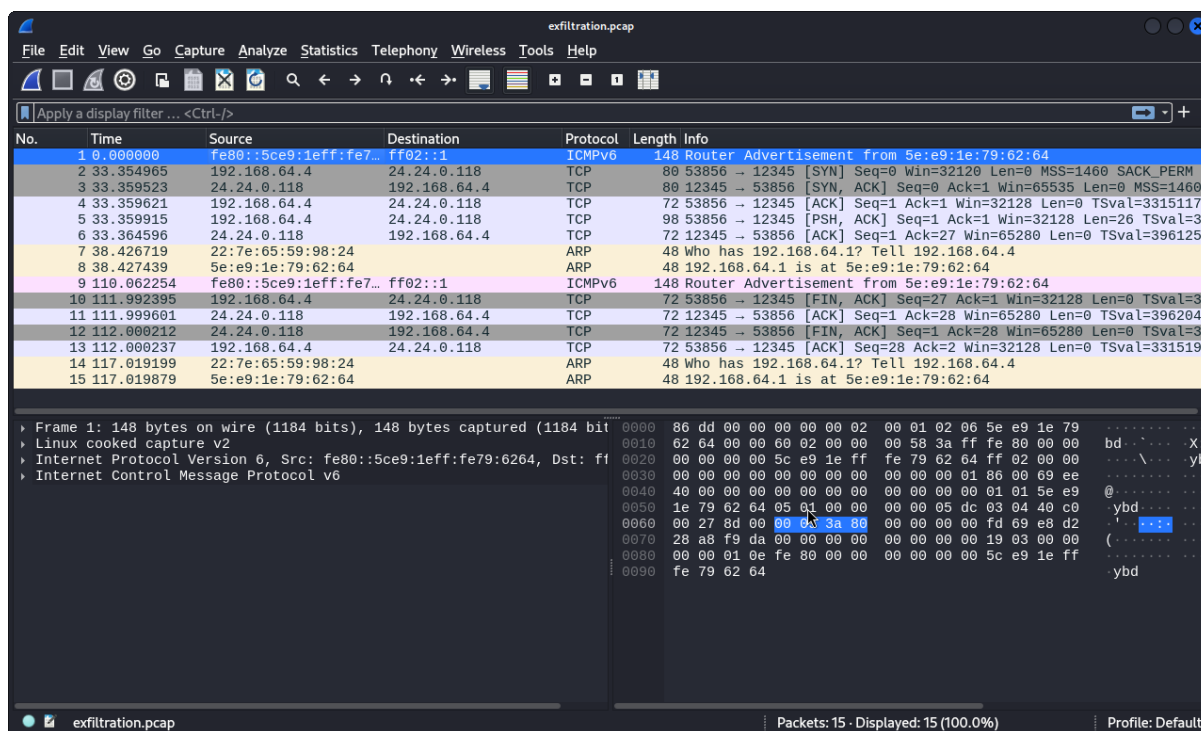 exfiltration.pcap
File Edit View Go Capture Analyze Statistics Telephony Wireless Tools Help
Apply a display filter … <Ctrl-/>
No. Time Source Destination Protocol Length Info
1 0.000000 fe80::5ce9:1eff:fe7… ff02::1 ICMPv6 148 Router Advertisement from 5e:e9:1e:79:62:64
2 33.354965 192.168.64.4 24.24.0.118 TCP 80 53856 → 12345 [SYN] Seq=0 Win=32120 Len=0 MSS=1460 SACK_PERM
3 33.359523 24.24.0.118 192.168.64.4 TCP 80 12345 → 53856 [SYN, ACK] Seq=0 Ack=1 Win=65535 Len=0 MSS=1460
4 33.359621 192.168.64.4 24.24.0.118 TCP 72 53856 → 12345 [ACK] Seq=1 Ack=1 Win=32128 Len=0 TSval=3315117
5 33.359915 192.168.64.4 24.24.0.118 TCP 98 53856 → 12345 [PSH, ACK] Seq=1 Ack=1 Win=32128 Len=26 TSval=3
6 33.364596 24.24.0.118 192.168.64.4 TCP 72 12345 → 53856 [ACK] Seq=1 Ack=27 Win=65280 Len=0 TSval=396125
7 38.426719 22:7e:65:59:98:24 ARP 48 Who has 192.168.64.1? Tell 192.168.64.4
8 38.427439 5e:e9:1e:79:62:64 ARP 48 192.168.64.1 is at 5e:e9:1e:79:62:64
9 110.062254 fe80::5ce9:1eff:fe7… ff02::1 ICMPv6 148 Router Advertisement from 5e:e9:1e:79:62:64
10 111.992395 192.168.64.4 24.24.0.118 TCP 72 53856 → 12345 [FIN, ACK] Seq=27 Ack=1 Win=32128 Len=0 TSval=3
11 111.999601 24.24.0.118 192.168.64.4 TCP 72 12345 → 53856 [ACK] Seq=1 Ack=28 Win=65280 Len=0 TSval=396204
12 112.000212 24.24.0.118 192.168.64.4 TCP 72 12345 → 53856 [FIN, ACK] Seq=1 Ack=28 Win=65280 Len=0 TSval=3
13 112.000237 192.168.64.4 24.24.0.118 TCP 72 53856 → 12345 [ACK] Seq=28 Ack=2 Win=32128 Len=0 TSval=331519
14 117.019199 22:7e:65:59:98:24 ARP 48 Who has 192.168.64.1? Tell 192.168.64.4
15 117.019879 5e:e9:1e:79:62:64 ARP 48 192.168.64.1 is at 5e:e9:1e:79:62:64
Frame 1: 148 bytes on wire (1184 bits), 148 bytes captured (1184 bit
Linux cooked capture v2
Internet Protocol Version 6, Src: fe80::5ce9:1eff:fe79:6264, Dst: ff
Internet Control Message Protocol v6
0000 86 dd 00 00 00 00 00 02 00 01 02 06 5e e9 1e 79 ········ ··
0010 62 64 00 00 60 02 00 00 00 58 3a ff fe 80 00 00 bd··`··· ·X
0020 00 00 00 00 5c e9 1e ff fe 79 62 64 ff 02 00 00 ····\··· ·yb
0030 00 00 00 00 00 00 00 00 00 00 00 01 86 00 69 ee ········ ··
0040 40 00 00 00 00 00 00 00 00 00 00 00 01 01 5e e9 @······· ··
0050 1e 79 62 64 05 01 00 00 00 00 05 dc 03 04 40 c0 ·ybd···· ··
0060 00 27 8d 00 00 3a 80 00 00 00 00 fd 69 e8 d2 ·'····:· ··
0070 28 a8 f9 da 00 00 00 00 00 00 00 00 19 03 00 00 (······· ··
0080 00 00 01 0e fe 80 00 00 00 00 00 00 5c e9 1e ff ········ ··
0090 fe 79 62 64 ·ybd
exfiltration.pcap Packets: 15 · Displayed: 15 (100.0%) Profile: Default